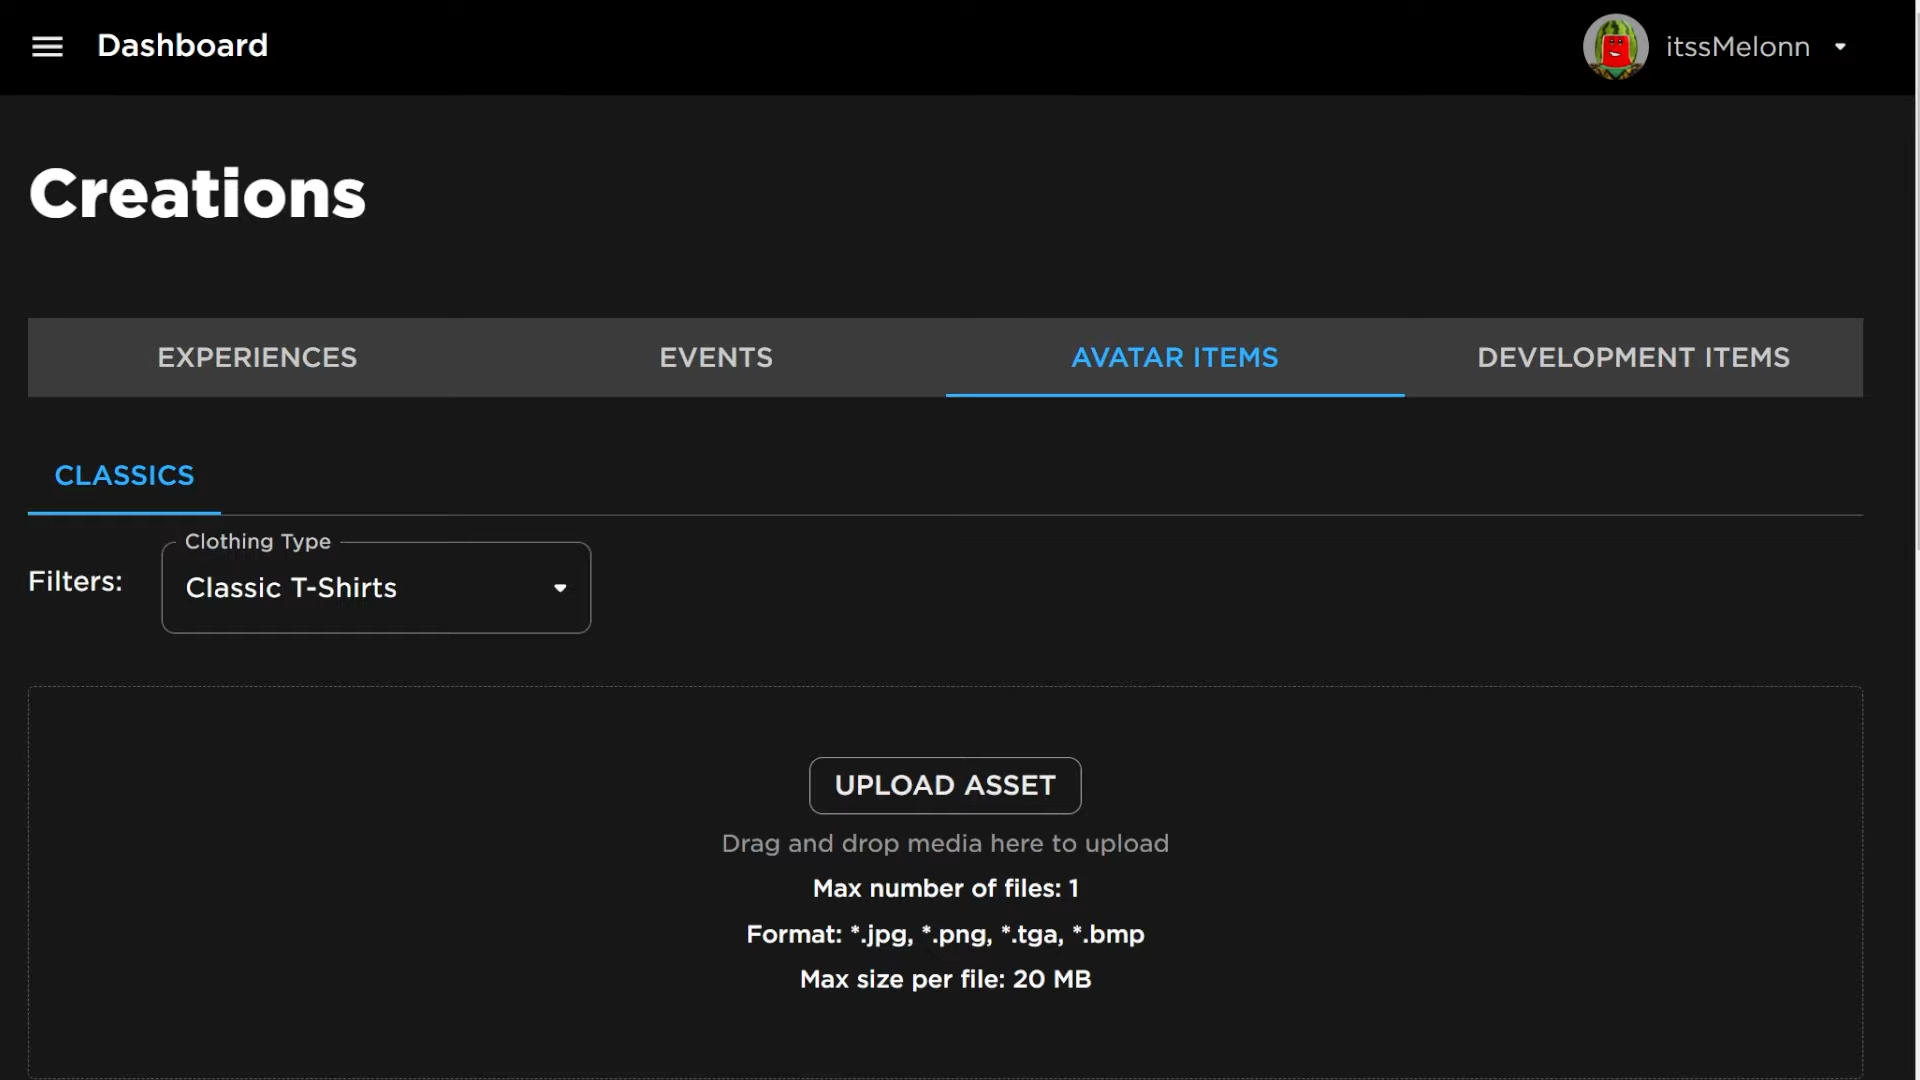 Dashboard
itssMelonn
Creations
EXPERIENCES
EVENTS
AVATAR ITEMS
DEVELOPMENT ITEMS
CLASSICS
Clothing Type
Filters:
Classic T-Shirts
UPLOAD ASSET
Drag and drop media here to upload
Max number of files: 1
Format: *.jpg, *.png, *.tga, *.bmp
Max size per file: 20 MB